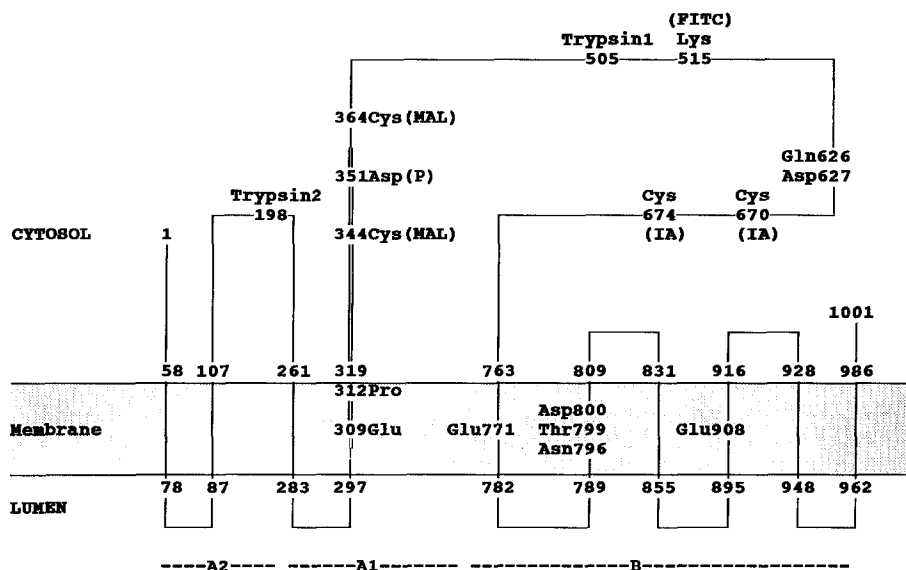 (FITC)
Trypsin1 Lys
505 515
364Cys(MAL)
Gln626
351Asp(P) Asp627
Trypsin2 Cys Cys
198 674 670
CYTOSOL 1 344Cys(MAL) (IA) (IA)
1001
58 107 261 319 763 809 831 916 928 986
312Pro
Asp800
Membrane 309Glu Glu771 Thr799 Glu908
Asn796
78 87 283 297 782 789 855 895 948 962
LUMEN
----A2---- ------A1------- -------------B------------------